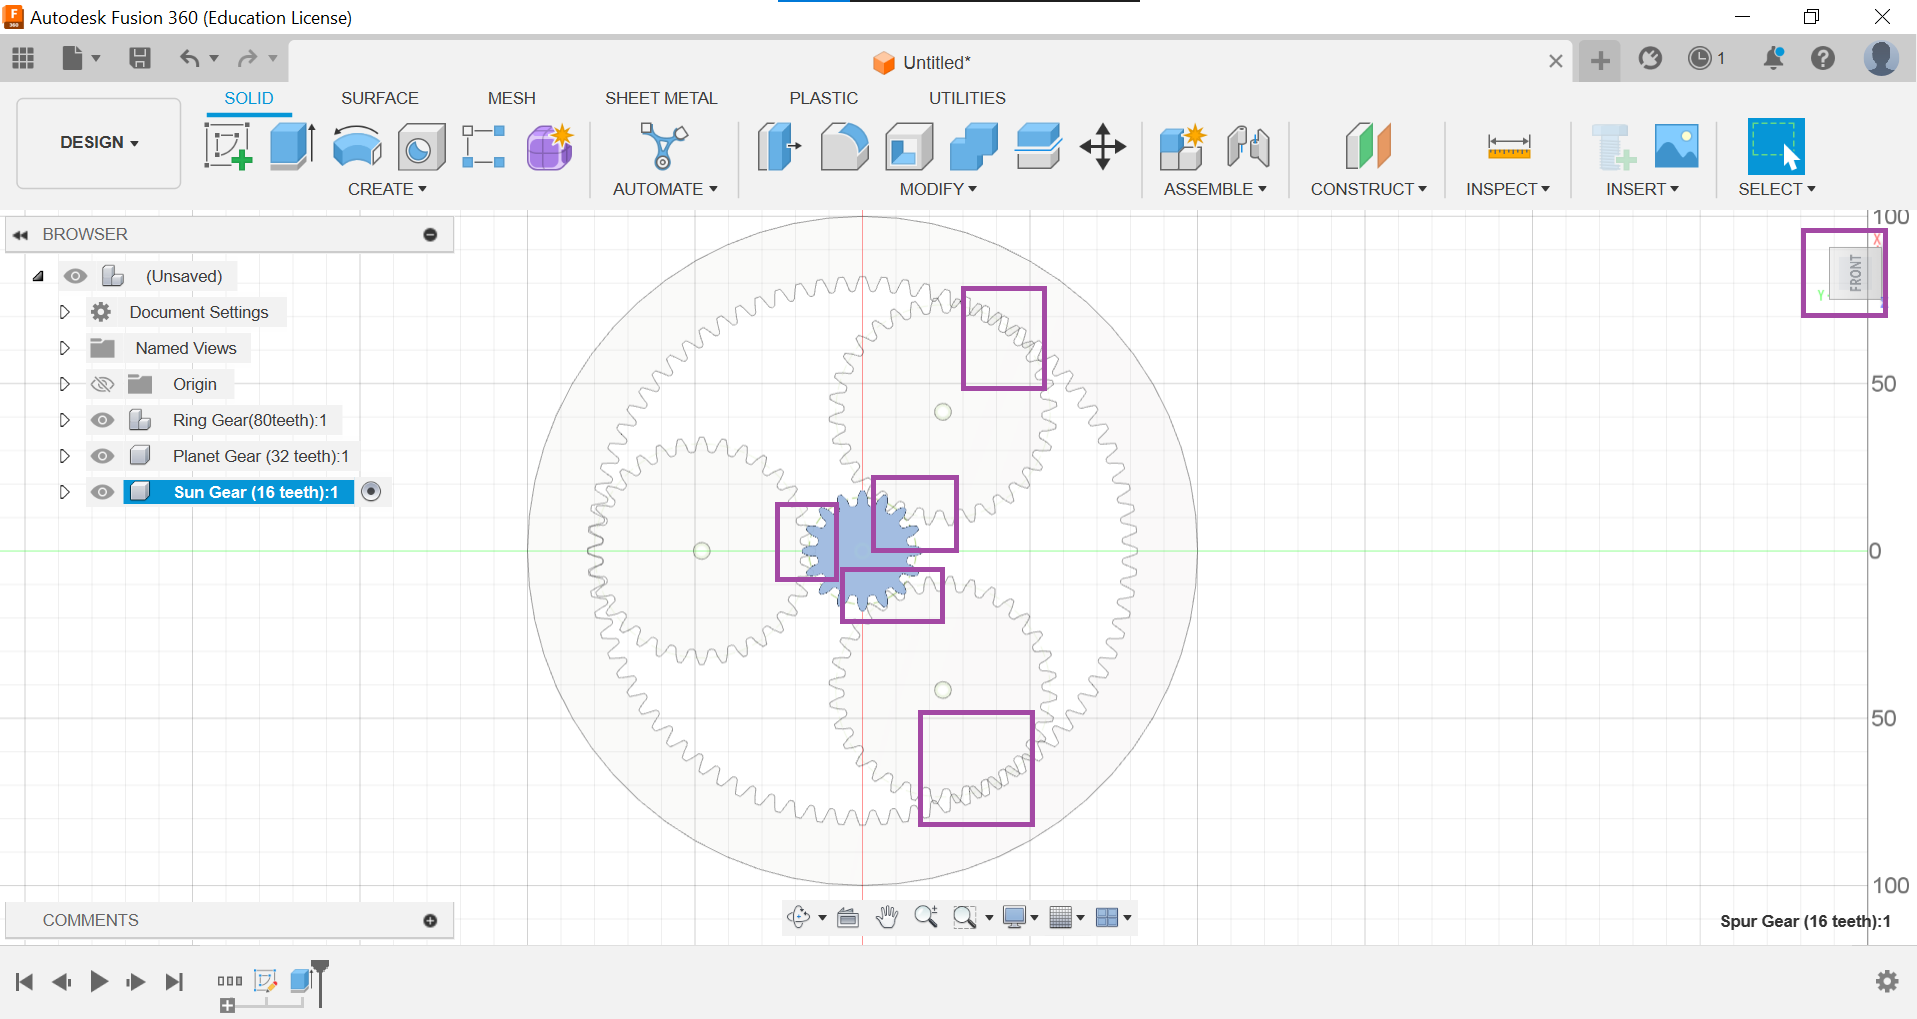 Autodesk Fusion 360 (Education License)
Untitled*
1
SOLID
SURFACE
MESH
SHEET METAL
PLASTIC
UTILITIES
DESIGN
CREATE
AUTOMATE
MODIFY
ASSEMBLE
CONSTRUCT
INSPECT
INSERT
SELECT
BROWSER
(Unsaved)
Document Settings
Named Views
Origin
Ring Gear(80teeth):1
Planet Gear (32 teeth):1
Sun Gear (16 teeth):1
X
FRONT
Y
Z
100
50
0
50
100
COMMENTS
Spur Gear (16 teeth):1